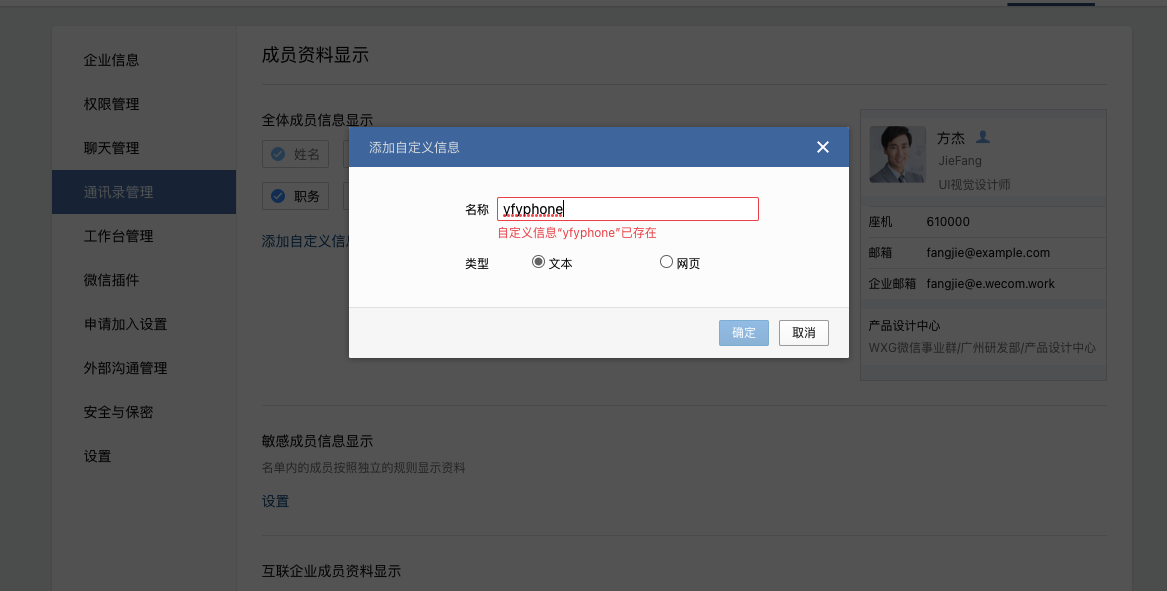 企业信息
权限管理
聊天管理
通讯录管理
工作台管理
微信插件
申请加入设置
外部沟通管理
安全与保密
设置
成员资料显示
全体成员信息显示
姓名
职务
添加自定义信息
添加自定义信息
名称 yfyphone
自定义信息“yfyphone”已存在
类型 文本 网页
确定 取消
方杰
JieFang
UI视觉设计师
座机 610000
邮箱 fangjie@example.com
企业邮箱 fangjie@e.wecom.work
产品设计中心
WXG微信事业群/广州研发部/产品设计中心
敏感成员信息显示
名单内的成员按照独立的规则显示资料
设置
互联企业成员资料显示